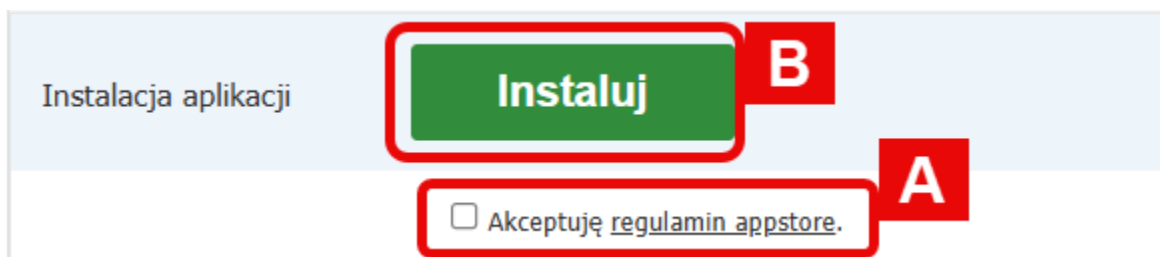 Instalacja aplikacji
Instaluj
B
A
Akceptuję regulamin appstore.